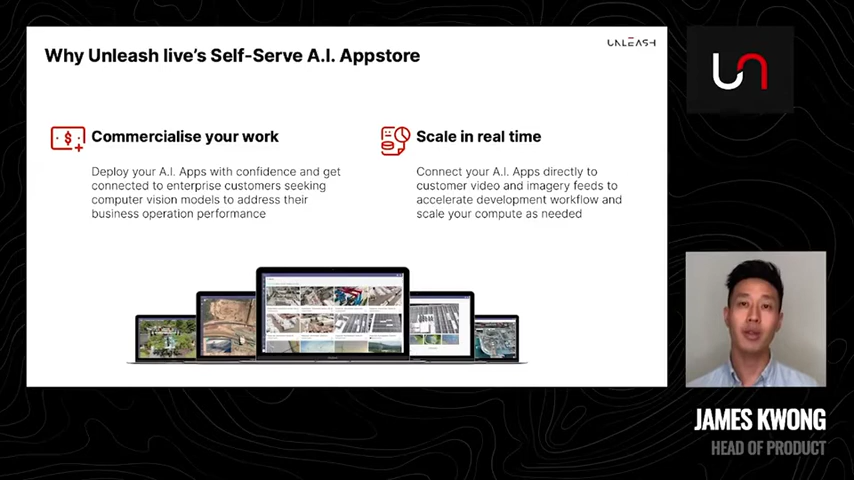 Why Unleash live's Self-Serve A.I. Appstore
UNLEASH
Commercialise your work
Deploy your A.I. Apps with confidence and get
connected to enterprise customers seeking
computer vision models to address their
business operation performance
Scale in real time
Connect your A.I. Apps directly to
customer video and imagery feeds to
accelerate development workflow and
scale your compute as needed
JAMES KWONG
HEAD OF PRODUCT